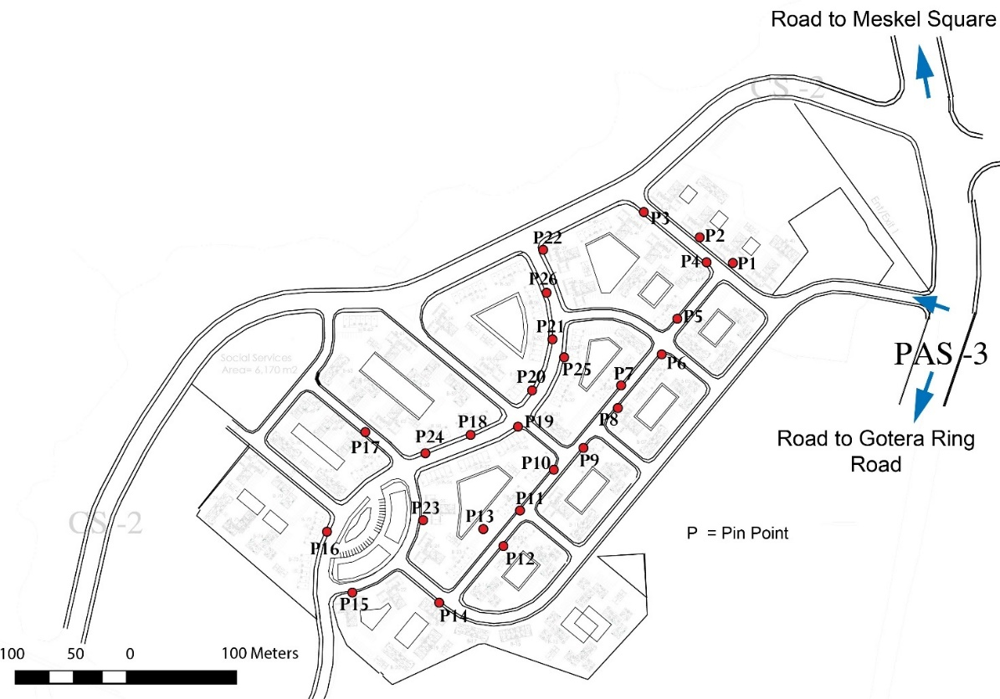 Road to Meskel Square
CS -2
P3
P2
P4
P1
P22
P26
P5
Ent/Exit
PAS -3
P21
P25
P6
Social Services
Area= 6,170 m2
P20
P7
P8
P18
P19
P17
P24
P9
P10
Road to Gotera Ring
Road
P23
P11
P13
CS -2
P16
P12
P = Pin Point
P15
P14
100 50 0 100 Meters